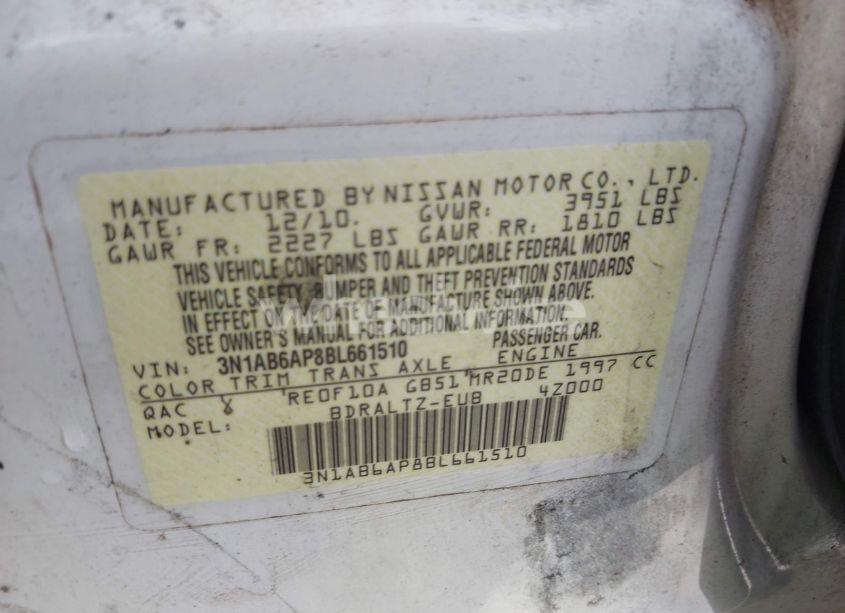 MANUFACTURED BY NISSAN MOTOR CO., LTD.
DATE: 12/10. GVWR: 3951 LBS
GAWR FR: 2227 LBS GAWR RR: 1810 LBS
THIS VEHICLE CONFORMS TO ALL APPLICABLE FEDERAL MOTOR
VEHICLE SAFETY, BUMPER AND THEFT PREVENTION STANDARDS
IN EFFECT ON THE DATE OF MANUFACTURE SHOWN ABOVE.
SEE OWNER'S MANUAL FOR ADDITIONAL INFORMATION.
VIN: 3N1AB6AP8BL661510 PASSENGER CAR.
COLOR TRIM TRANS AXLE ENGINE
QAC RE0F10A GB51 MR20DE 1997 CC
MODEL: BDRALTZ-EUB 4Z000
3N1AB6AP8BL661510